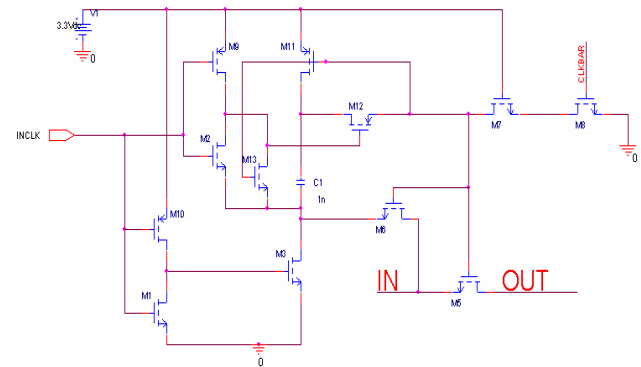 V1
3.3Vdc
0
M9
M11
CLKBAR
M12
M7
M8
INCLK
M2
M13
0
C1
1n
M10
M6
M3
IN
OUT
M1
M5
0